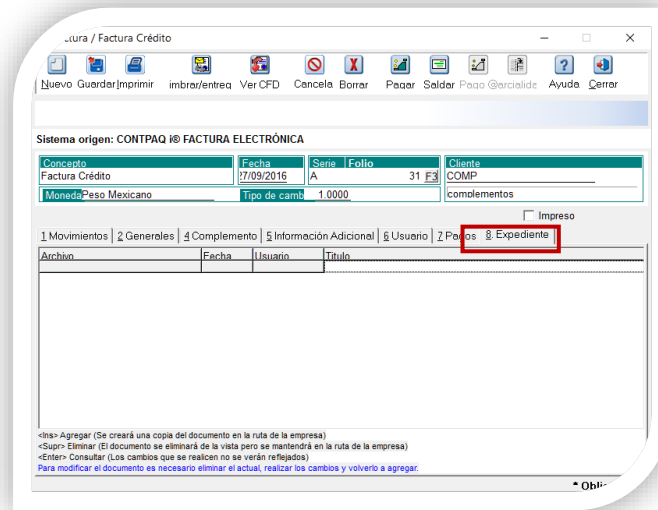 ctura / Factura Crédito
Nuevo Guardar Imprimir imbrar/entreg Ver CFD Cancela Borrar Pagar Saldar Pago @arcialide Ayuda Cerrar
Sistema origen: CONTPAQ i® FACTURA ELECTRÓNICA
Concepto Fecha Serie Folio Cliente
Factura Crédito 27/09/2016 A 31 F3 COMP
Moneda Peso Mexicano Tipo de camb 1.0000 complementos
Impreso
1 Movimientos 2 Generales 4 Complemento 5 Información Adicional 6 Usuario 7 Pagos 8. Expediente
Archivo Fecha Usuario Titulo
<Ins> Agregar (Se creará una copia del documento en la ruta de la empresa)
<Supr> Eliminar (El documento se eliminará de la vista pero se mantendrá en la ruta de la empresa)
<Enter> Consultar (Los cambios que se realicen no se verán reflejados)
Para modificar el documento es necesario eliminar el actual, realizar los cambios y volverlo a agregar.